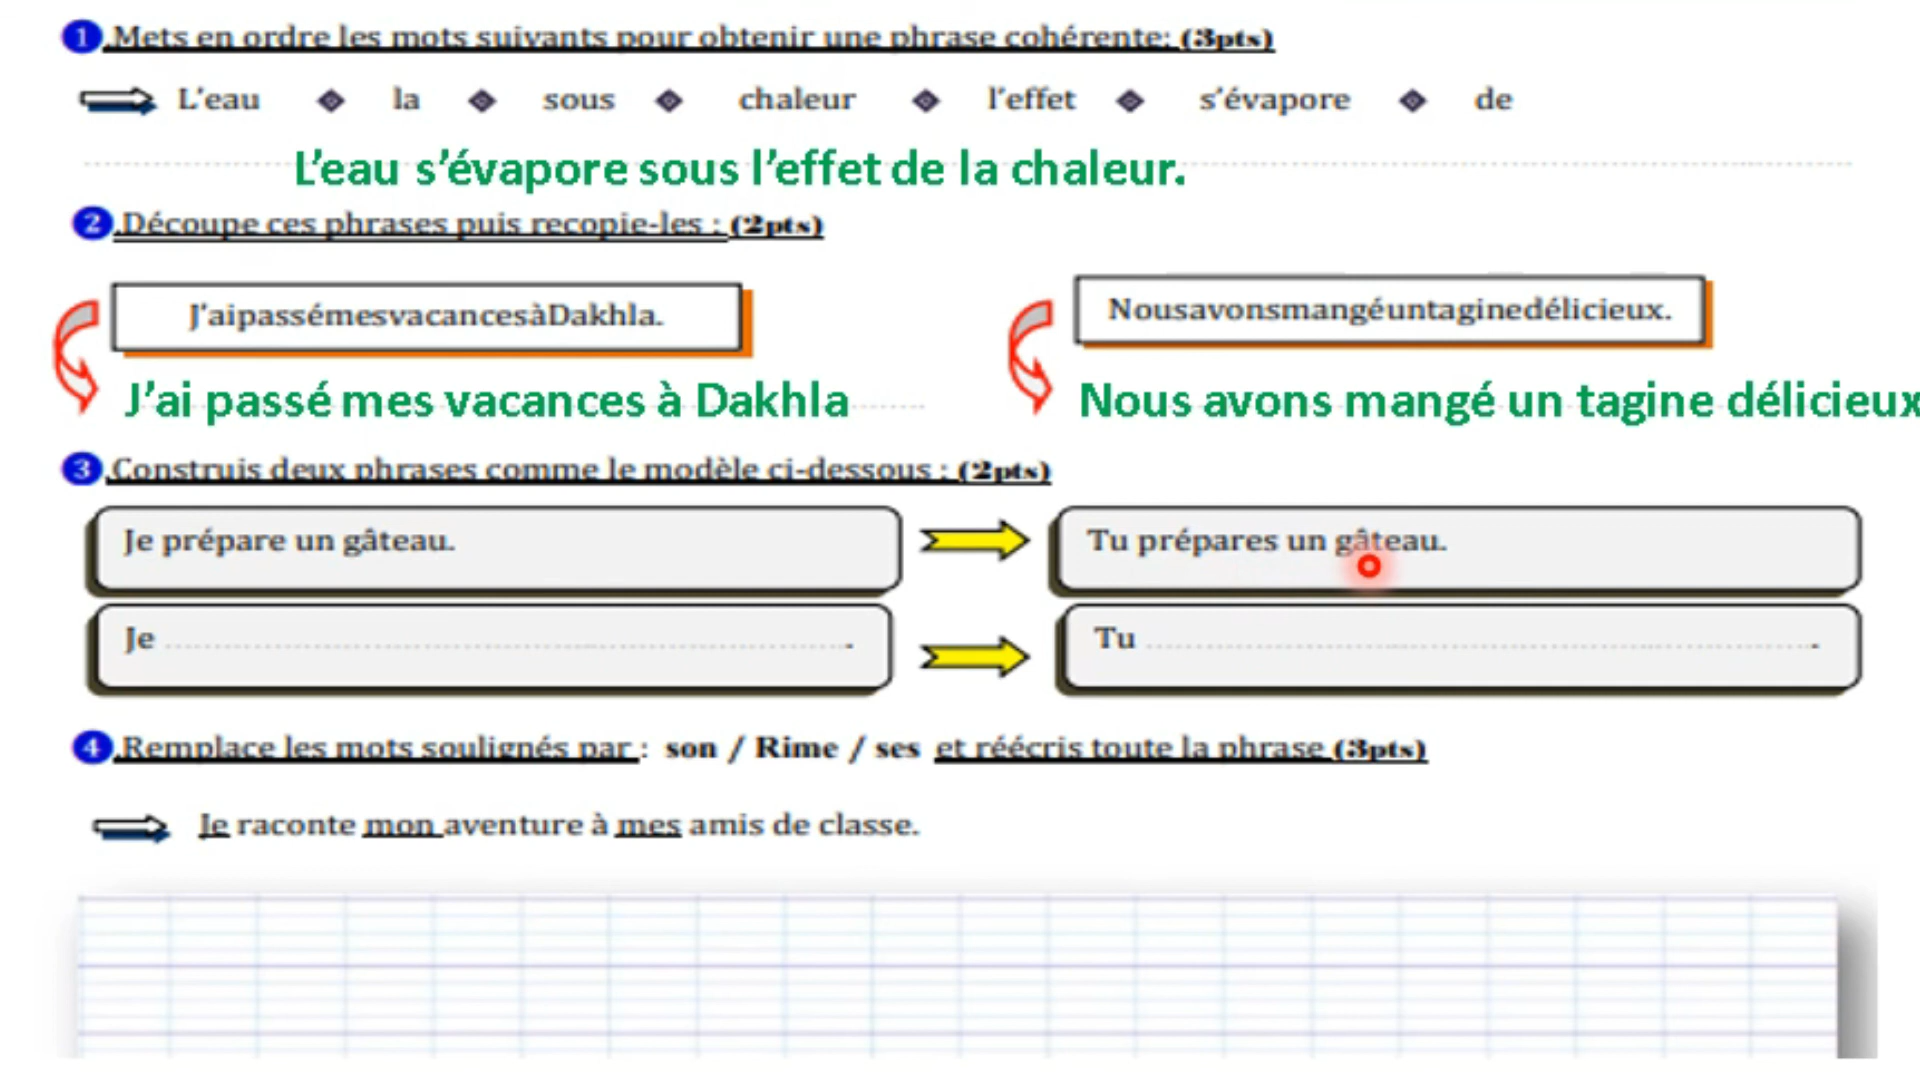 1 .Mets en ordre les mots suivants pour obtenir une phrase cohérente: (3pts)
L'eau ◈ la ◈ sous ◈ chaleur ◈ l'effet ◈ s'évapore ◈ de
L'eau s'évapore sous l'effet de la chaleur.
2 .Découpe ces phrases puis recopie-les : (2pts)
J'aipassémesvacancesàDakhla.
Nousavonsmangéuntaginedélicieux.
J'ai passé mes vacances à Dakhla
Nous avons mangé un tagine délicieux
3 .Construis deux phrases comme le modèle ci-dessous : (2pts)
Je prépare un gâteau.
Tu prépares un gâteau.
Je ........................................................................ .
Tu ........................................................................ .
4 .Remplace les mots soulignés par : son / Rime / ses et réécris toute la phrase (3pts)
Je raconte mon aventure à mes amis de classe.